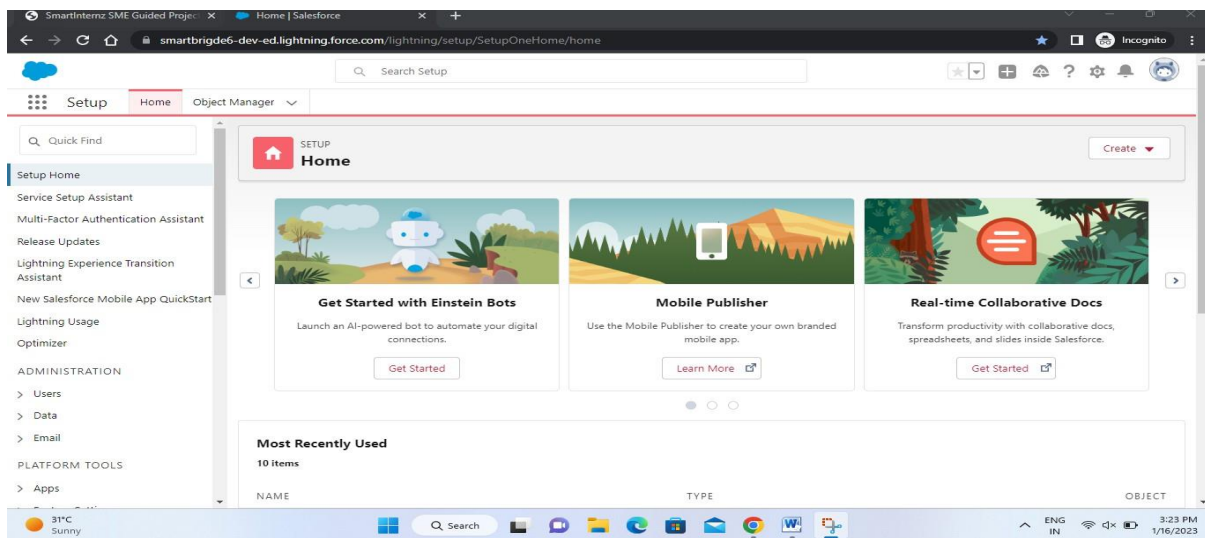 SmartInternz SME Guided Project
Home | Salesforce
smartbrigde6-dev-ed.lightning.force.com/lightning/setup/SetupOneHome/home
Incognito
Search Setup
Setup
Home
Object Manager
Quick Find
Setup Home
Service Setup Assistant
Multi-Factor Authentication Assistant
Release Updates
Lightning Experience Transition
Assistant
New Salesforce Mobile App QuickStart
Lightning Usage
Optimizer
ADMINISTRATION
Users
Data
Email
PLATFORM TOOLS
Apps
SETUP
Home
Create
Get Started with Einstein Bots
Launch an AI-powered bot to automate your digital
connections.
Get Started
Mobile Publisher
Use the Mobile Publisher to create your own branded
mobile app.
Learn More
Real-time Collaborative Docs
Transform productivity with collaborative docs,
spreadsheets, and slides inside Salesforce.
Get Started
Most Recently Used
10 items
NAME TYPE OBJECT
31°C
Sunny
Search
ENG
IN
3:23 PM
1/16/2023